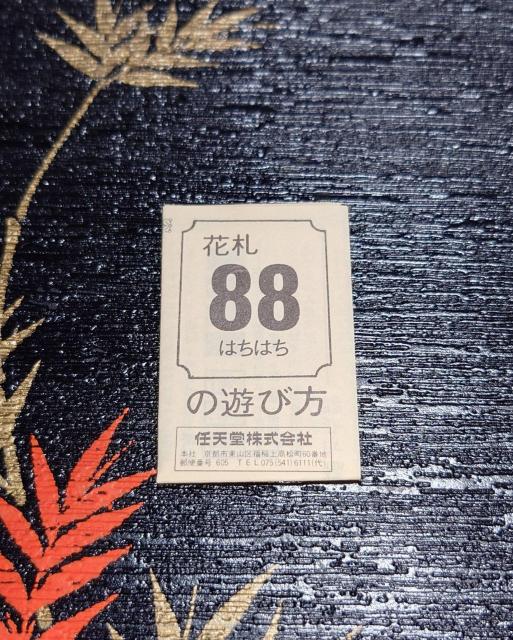 花札
88
はちはち
の遊び方
任天堂株式会社
本社 京都市東山区福稲上高松町60番地
郵便番号 605 TEL 075(541)6111(代)